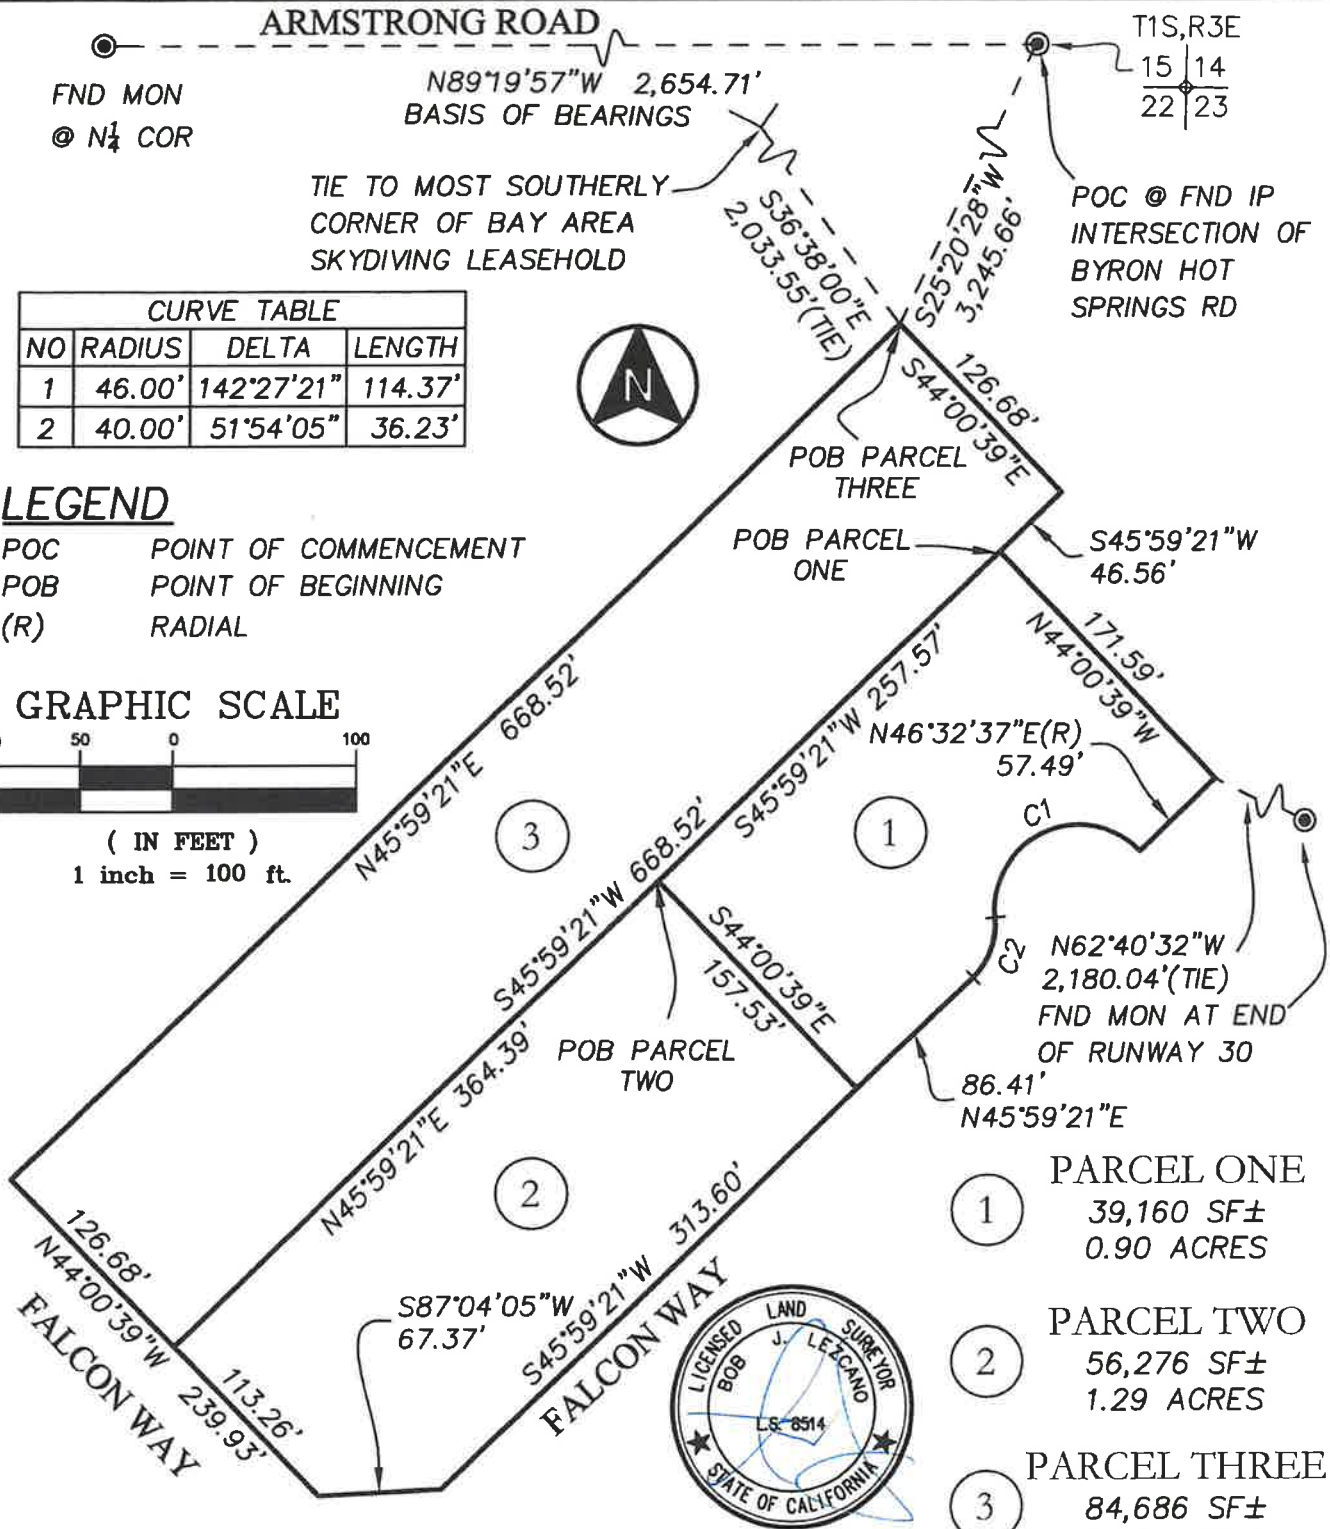 ARMSTRONG ROAD
T1S,R3E
15 14
22 23
FND MON
@ N¼ COR
N89°19'57"W 2,654.71'
BASIS OF BEARINGS
TIE TO MOST SOUTHERLY
CORNER OF BAY AREA
SKYDIVING LEASEHOLD
S36°38'00"E
2,033.55'(TIE)
S25°20'28"W
3,245.66'
POC @ FND IP
INTERSECTION OF
BYRON HOT
SPRINGS RD
CURVE TABLE
NO RADIUS DELTA LENGTH
1 46.00' 142°27'21" 114.37'
2 40.00' 51°54'05" 36.23'
N
126.68'
S44°00'39"E
POB PARCEL
THREE
LEGEND
POC POINT OF COMMENCEMENT
POB POINT OF BEGINNING
(R) RADIAL
POB PARCEL
ONE
S45°59'21"W
46.56'
171.59'
N44°00'39"W
GRAPHIC SCALE
50 0 100
( IN FEET )
1 inch = 100 ft.
N45°59'21"E 668.52'
S45°59'21"W 257.57'
N46°32'37"E(R)
57.49'
C1
3
1
S45°59'21"W 668.52'
S44°00'39"E
157.53'
C2
N62°40'32"W
2,180.04'(TIE)
FND MON AT END
OF RUNWAY 30
POB PARCEL
TWO
86.41'
N45°59'21"E
N45°59'21"E 364.39'
2
S45°59'21"W 313.60'
FALCON WAY
126.68'
N44°00'39"W 239.93'
113.26'
FALCON WAY
S87°04'05"W
67.37'
LICENSED LAND SURVEYOR
BOB J. LEZCANO
L.S. 8514
STATE OF CALIFORNIA
1 PARCEL ONE
39,160 SF±
0.90 ACRES
2 PARCEL TWO
56,276 SF±
1.29 ACRES
3 PARCEL THREE
84,686 SF±